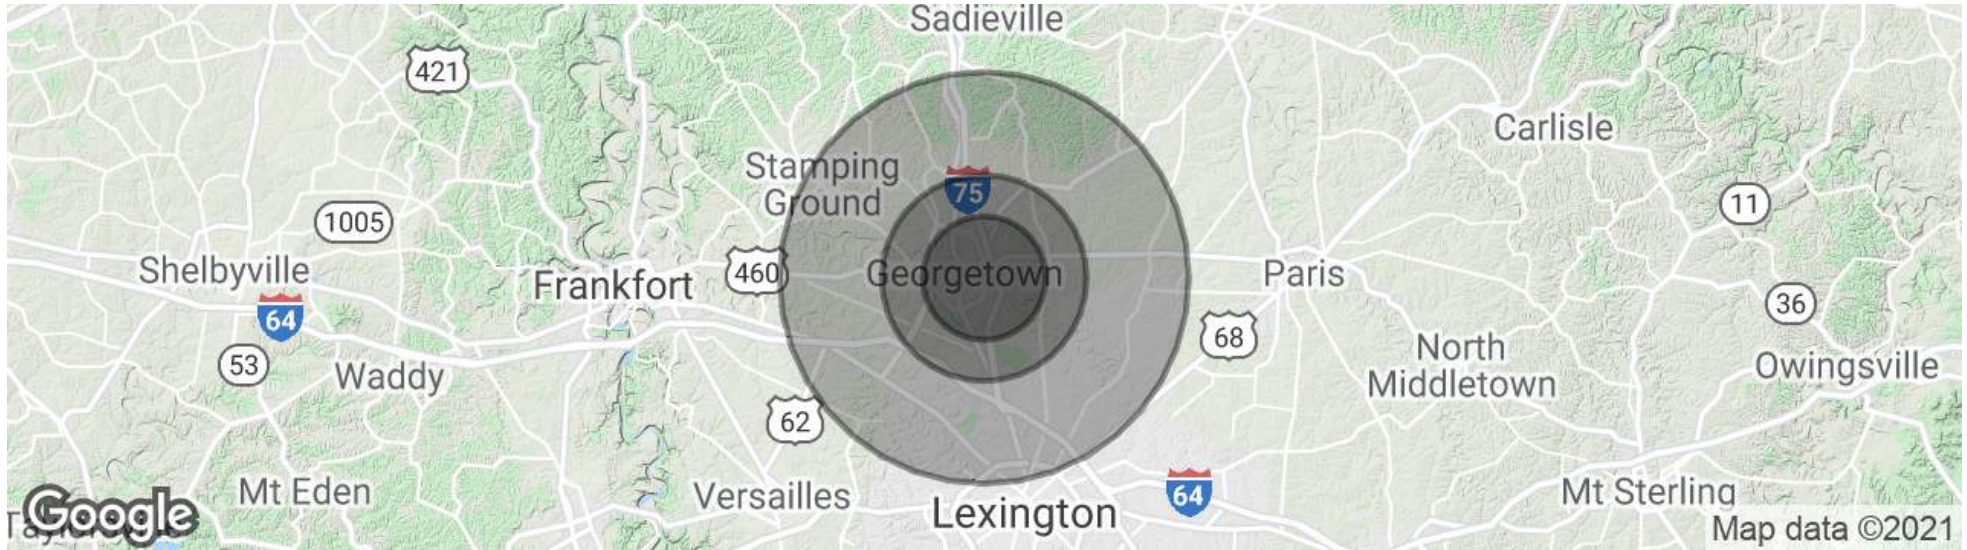 Sadieville
421
Carlisle
Stamping
Ground
75
11
1005
Shelbyville
Frankfort
460
Georgetown
Paris
36
64
53
Waddy
68
North
Middletown
Owingsville
62
Mt Eden
Versailles
64
Mt Sterling
Lexington
Google
Map data ©2021